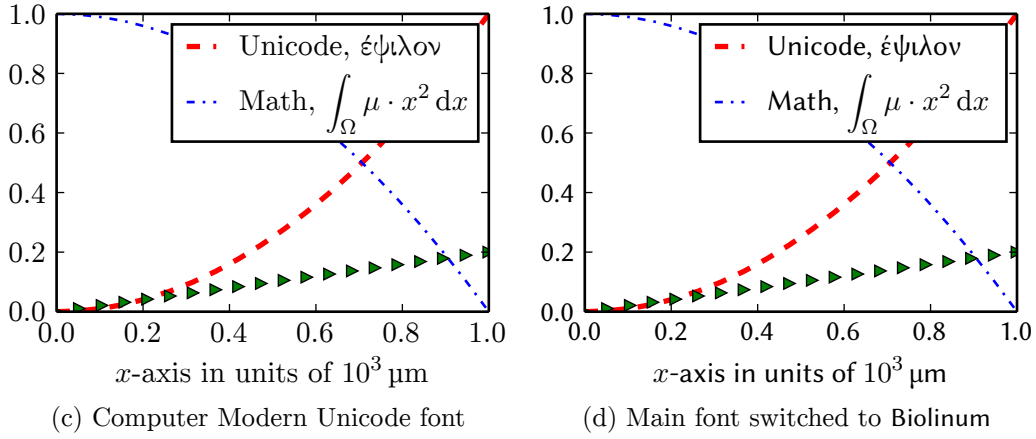 1.0
0.8
0.6
0.4
0.2
0.0
Unicode, έψιλον
Math, ∫_Ω μ · x² dx
0.0 0.2 0.4 0.6 0.8 1.0
x-axis in units of 10³ µm
(c) Computer Modern Unicode font
1.0
0.8
0.6
0.4
0.2
0.0
Unicode, έψιλον
Math, ∫_Ω μ · x² dx
0.0 0.2 0.4 0.6 0.8 1.0
x-axis in units of 10³ µm
(d) Main font switched to Biolinum